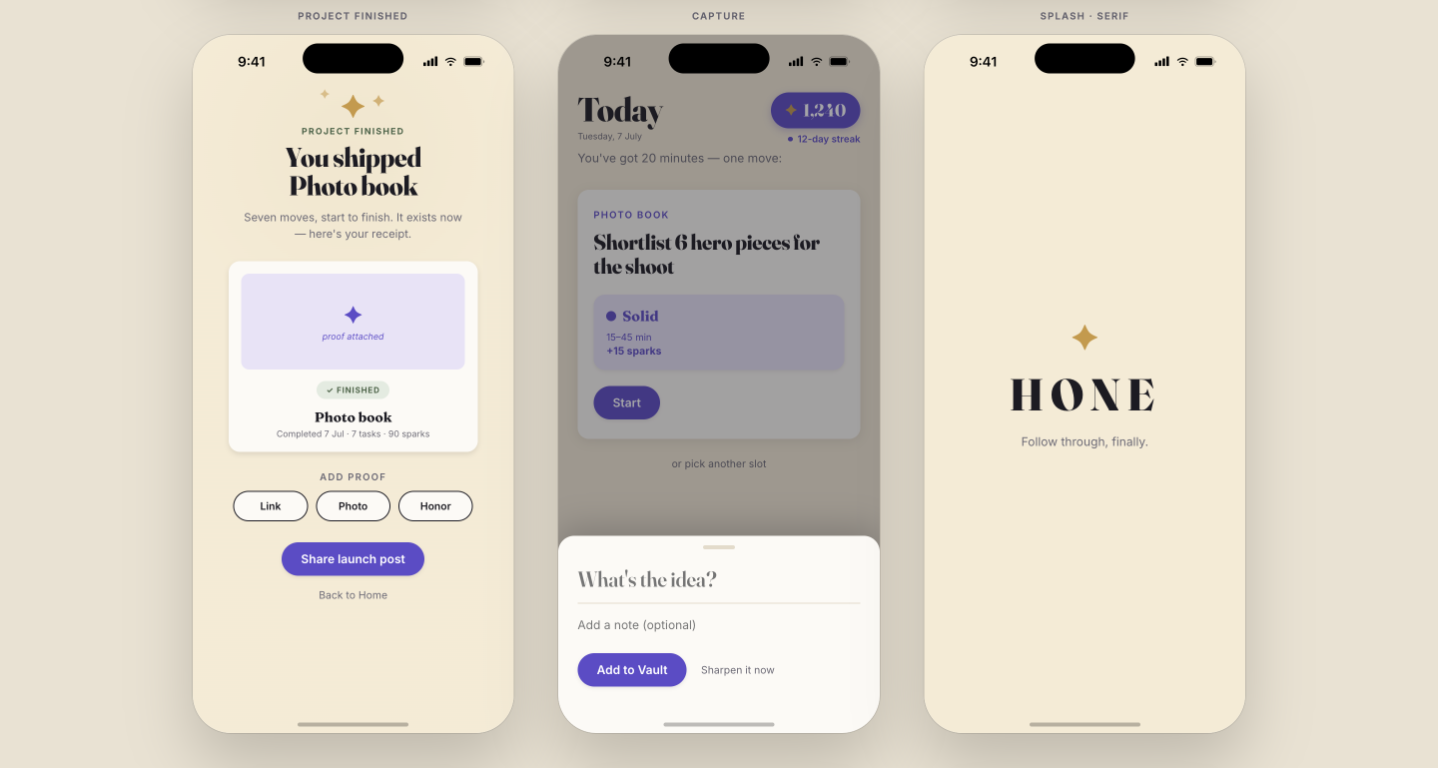 PROJECT FINISHED
9:41
PROJECT FINISHED
You shipped
Photo book
Seven moves, start to finish. It exists now
— here's your receipt.
proof attached
✓ FINISHED
Photo book
Completed 7 Jul · 7 tasks · 90 sparks
ADD PROOF
Link
Photo
Honor
Share launch post
Back to Home
CAPTURE
9:41
Today
1,240
Tuesday, 7 July
12-day streak
You've got 20 minutes — one move:
PHOTO BOOK
Shortlist 6 hero pieces for
the shoot
Solid
15–45 min
+15 sparks
Start
or pick another slot
What's the idea?
Add a note (optional)
Add to Vault
Sharpen it now
SPLASH · SERIF
9:41
HONE
Follow through, finally.